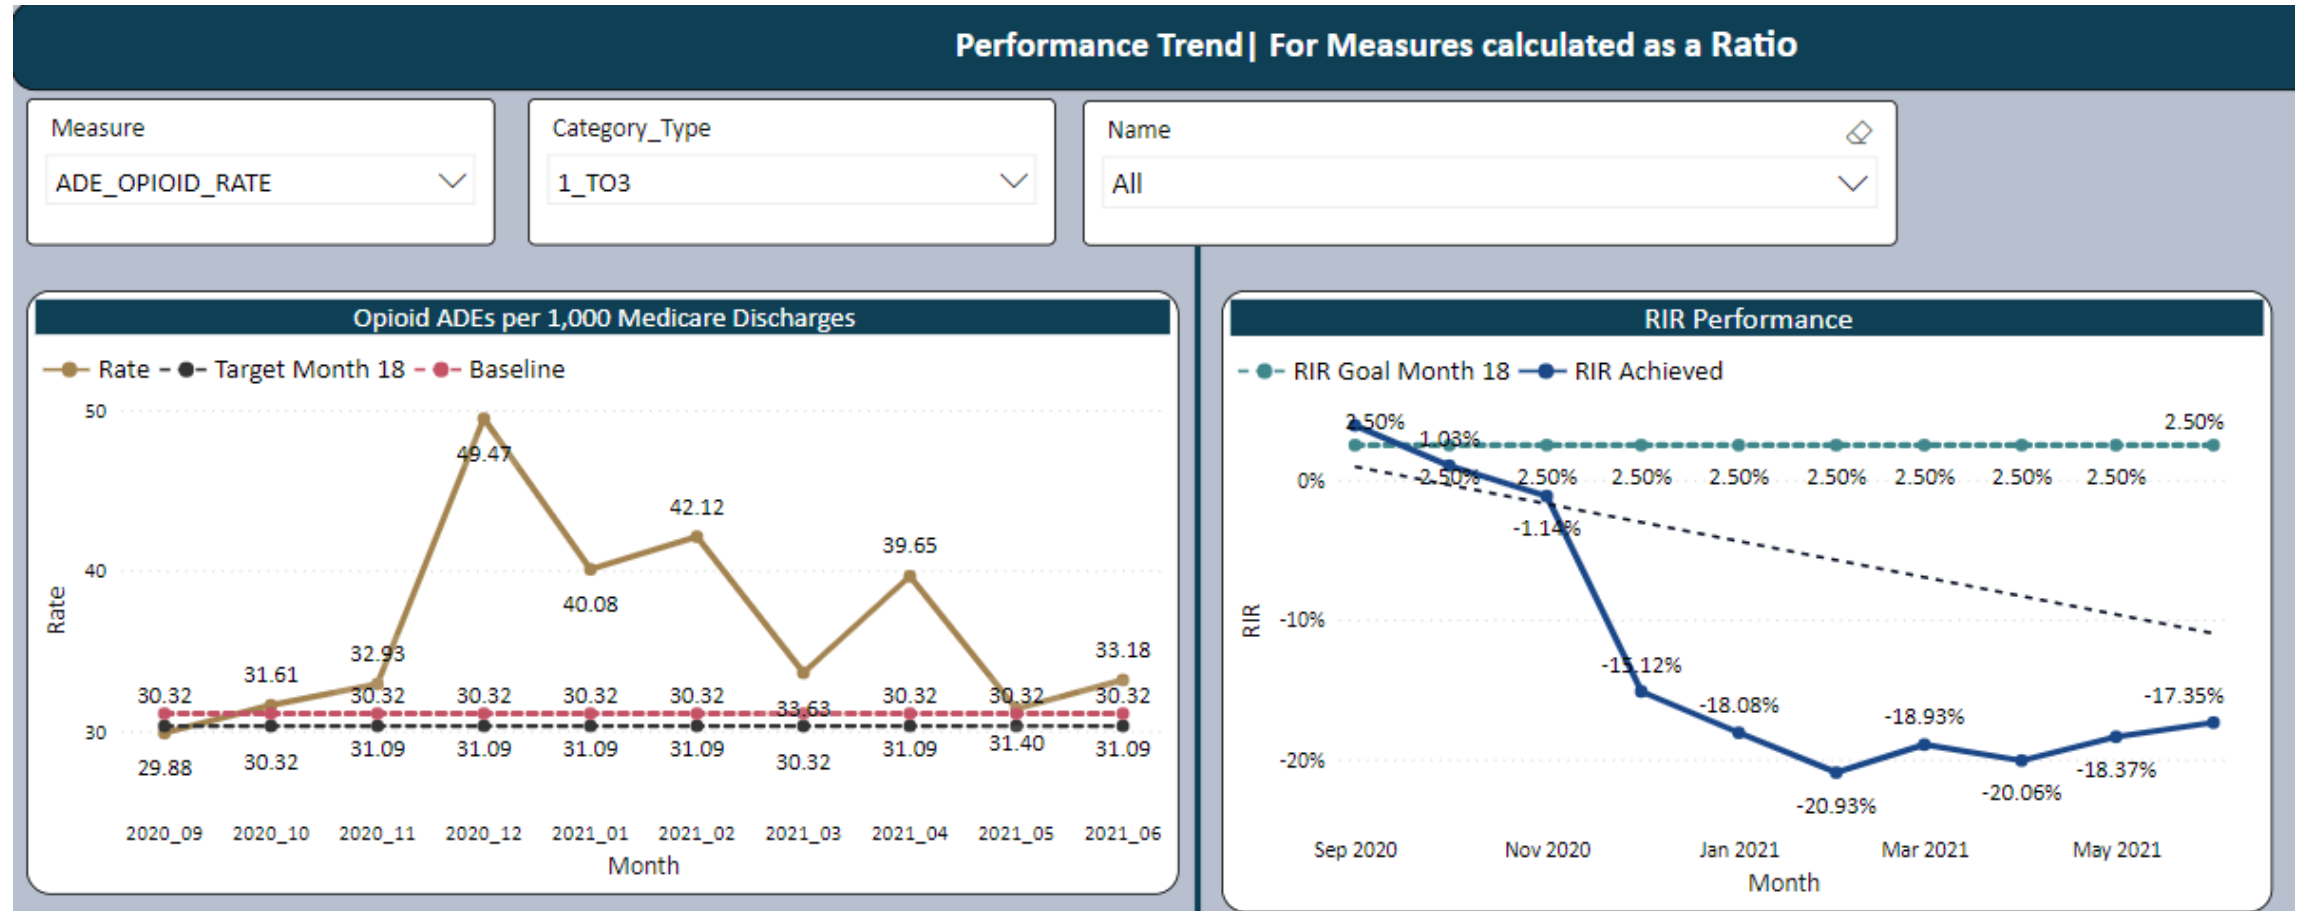 Performance Trend| For Measures calculated as a Ratio
Measure
ADE_OPIOID_RATE
Category_Type
1_TO3
Name
All
Opioid ADEs per 1,000 Medicare Discharges
Rate Target Month 18 Baseline
50
49.47
42.12
39.65
40
40.08
Rate
33.18
32.93
31.61
30.32 30.32 30.32 30.32 30.32 30.32 30.32 30.32
33.63
30
29.88 30.32 31.09 31.09 31.09 31.09 30.32 31.09 31.40 31.09
2020_09 2020_10 2020_11 2020_12 2021_01 2021_02 2021_03 2021_04 2021_05 2021_06
Month
RIR Performance
RIR Goal Month 18 RIR Achieved
2.50% 2.50%
1.03%
0% 2.50% 2.50% 2.50% 2.50% 2.50% 2.50% 2.50% 2.50%
-1.14%
RIR
-10%
-15.12%
-17.35%
-18.08%
-18.93%
-20%
-18.37%
-20.06%
-20.93%
Sep 2020 Nov 2020 Jan 2021 Mar 2021 May 2021
Month